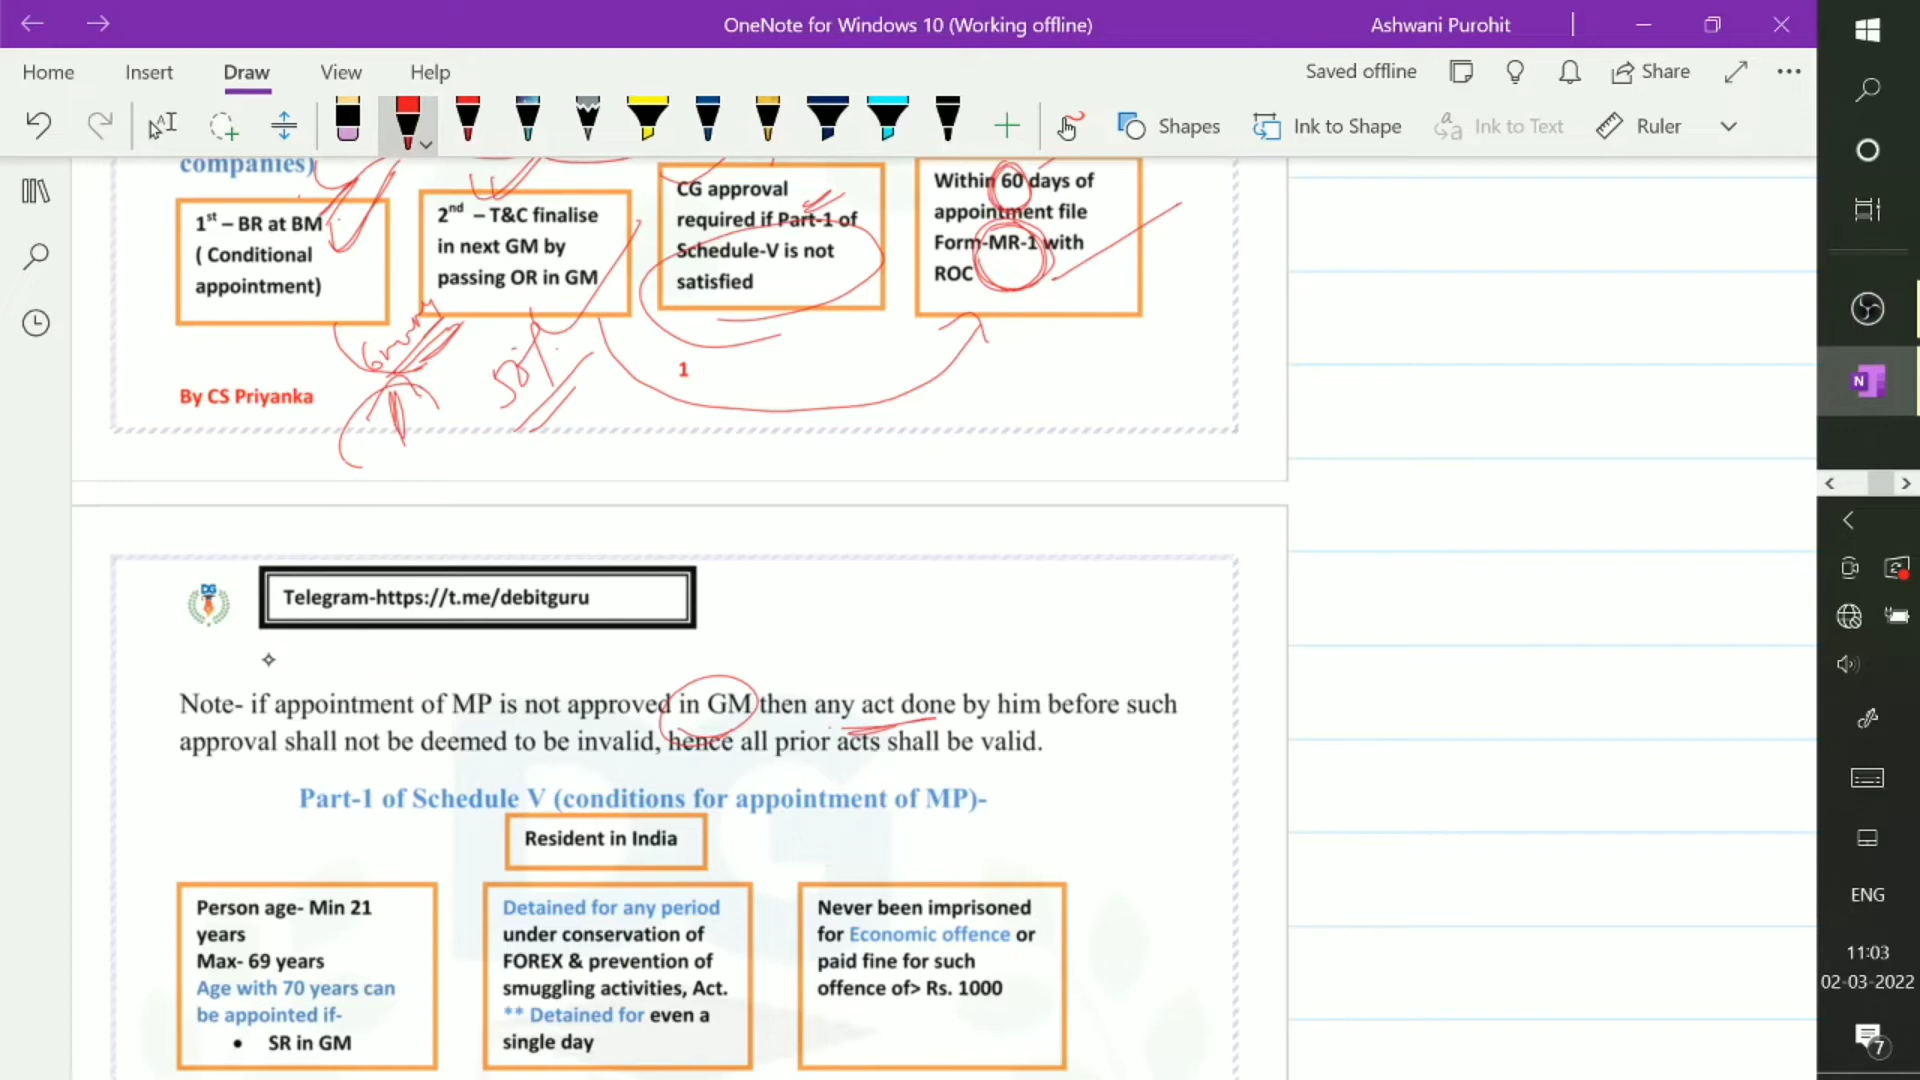 OneNote for Windows 10 (Working offline)
Ashwani Purohit
Home Insert Draw View Help
Saved offline
Share
Shapes
Ink to Shape
Ink to Text
Ruler
companies)
1st – BR at BM
( Conditional
appointment)
2nd – T&C finalise
in next GM by
passing OR in GM
CG approval
required if Part-1 of
Schedule-V is not
satisfied
Within 60 days of
appointment file
Form-MR-1 with
ROC
1
By CS Priyanka
DG
Telegram-https://t.me/debitguru
Note- if appointment of MP is not approved in GM then any act done by him before such
approval shall not be deemed to be invalid, hence all prior acts shall be valid.
Part-1 of Schedule V (conditions for appointment of MP)-
Resident in India
Person age- Min 21
years
Max- 69 years
Age with 70 years can
be appointed if-
• SR in GM
Detained for any period
under conservation of
FOREX & prevention of
smuggling activities, Act.
** Detained for even a
single day
Never been imprisoned
for Economic offence or
paid fine for such
offence of> Rs. 1000
N
ENG
11:03
02-03-2022
7